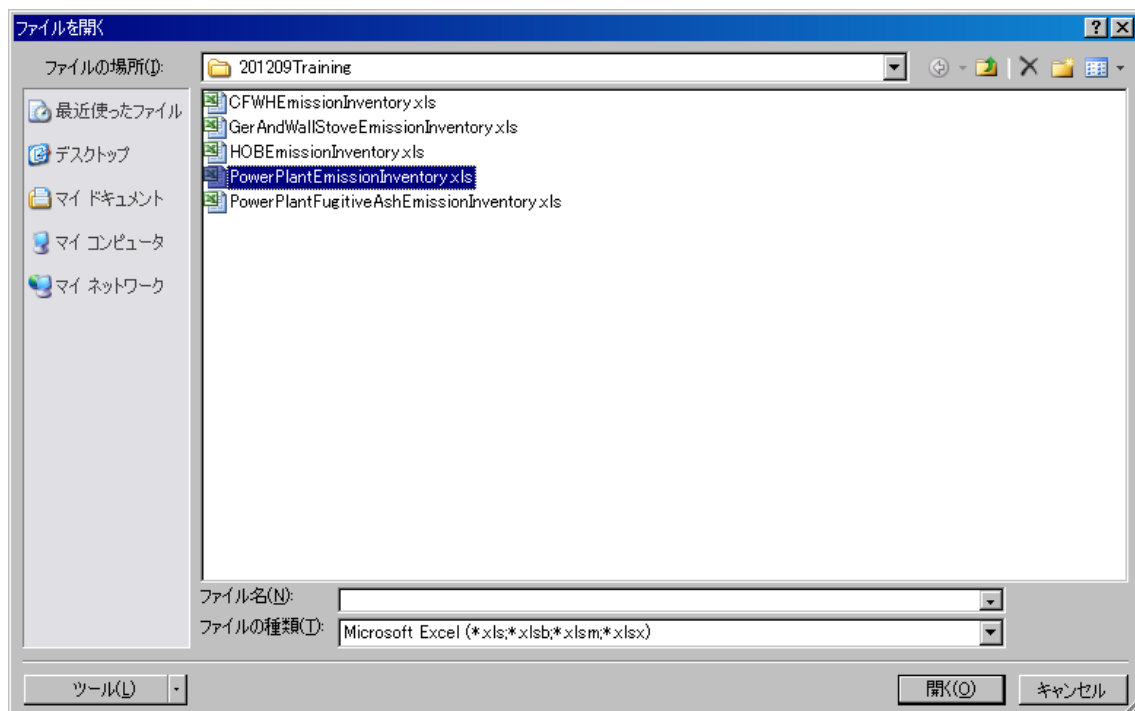 ファイルを開く
ファイルの場所(I):
201209Training
最近使ったファイル
デスクトップ
マイ ドキュメント
マイ コンピュータ
マイ ネットワーク
CFWHEmissionInventory.xls
GerAndWallStoveEmissionInventory.xls
HOBEmissionInventory.xls
PowerPlantEmissionInventory.xls
PowerPlantFugitiveAshEmissionInventory.xls
ファイル名(N):
ファイルの種類(T):
Microsoft Excel (*.xls;*.xlsb;*.xlsm;*.xlsx)
ツール(L)
開く(O)
キャンセル